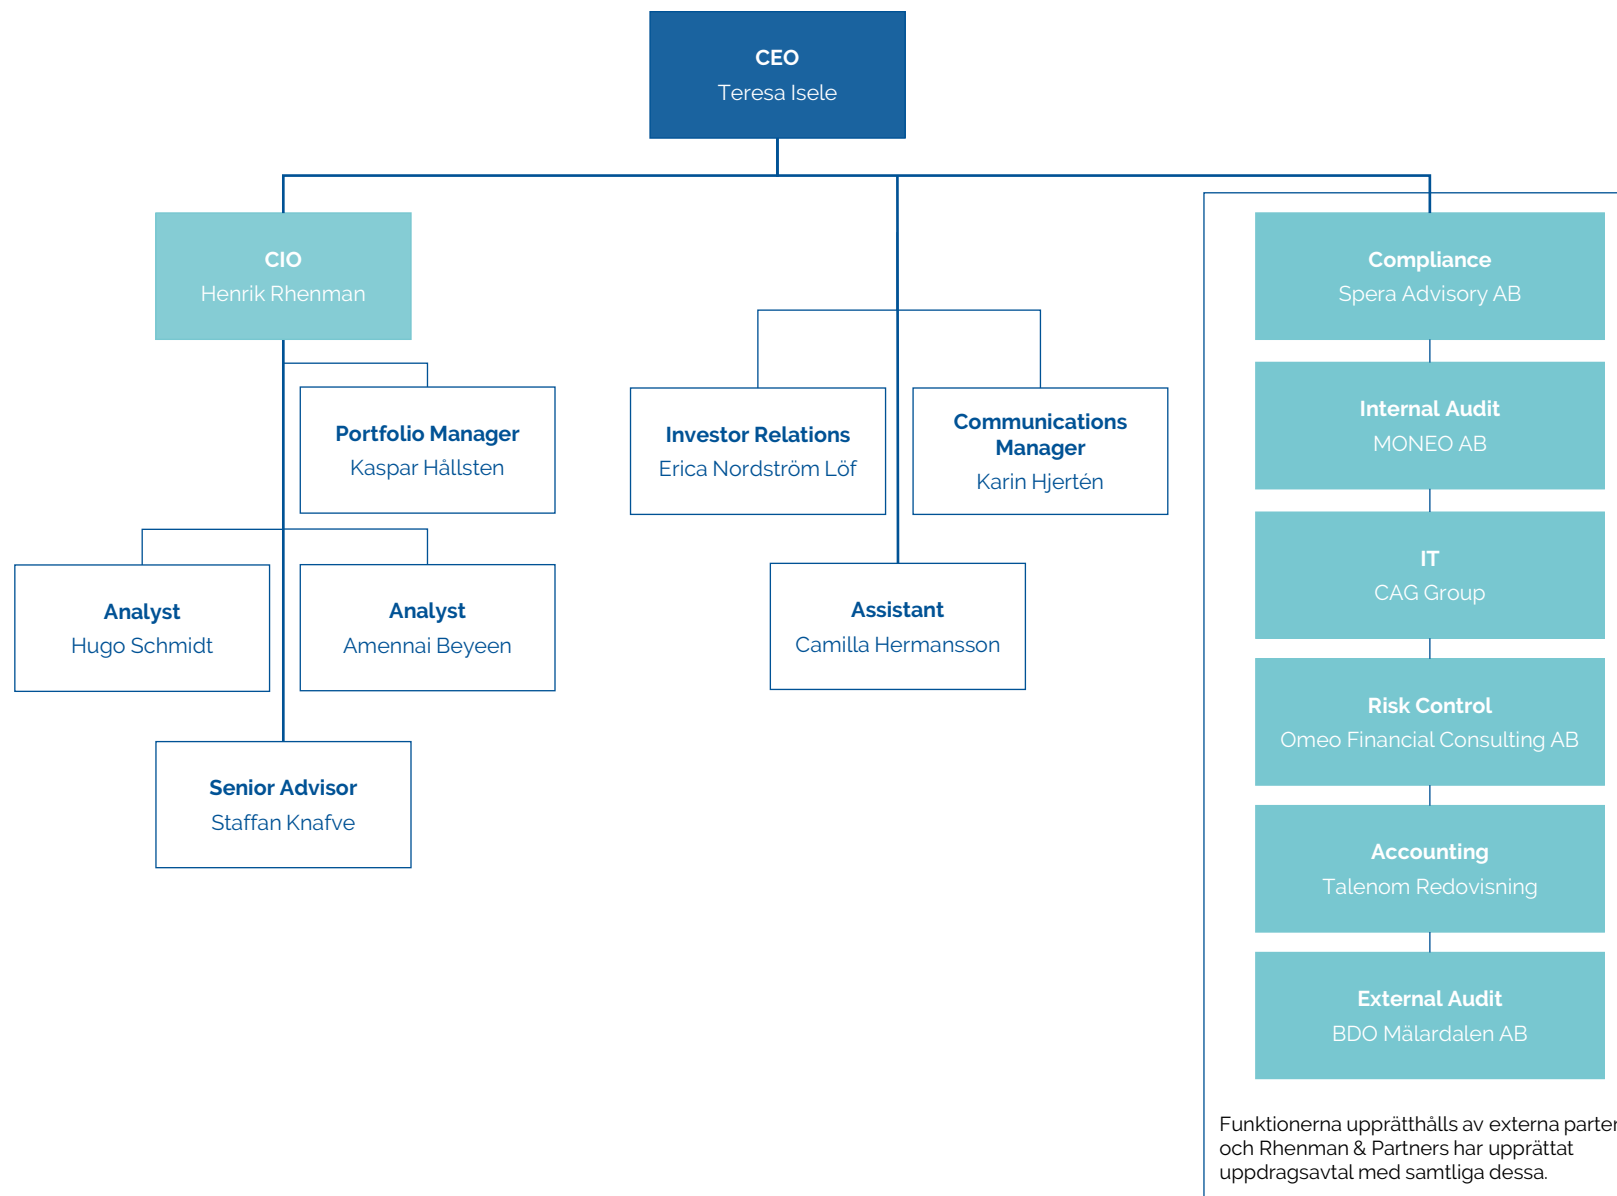 CEO
Teresa Isele
CIO
Henrik Rhenman
Portfolio Manager
Kaspar Hållsten
Analyst
Hugo Schmidt
Analyst
Amennai Beyeen
Senior Advisor
Staffan Knafve
Investor Relations
Erica Nordström Löf
Communications
Manager
Karin Hjertén
Assistant
Camilla Hermansson
Compliance
Spera Advisory AB
Internal Audit
MONEO AB
IT
CAG Group
Risk Control
Omeo Financial Consulting AB
Accounting
Talenom Redovisning
External Audit
BDO Mälardalen AB
Funktionerna upprätthålls av externa parter
och Rhenman & Partners har upprättat
uppdragsavtal med samtliga dessa.